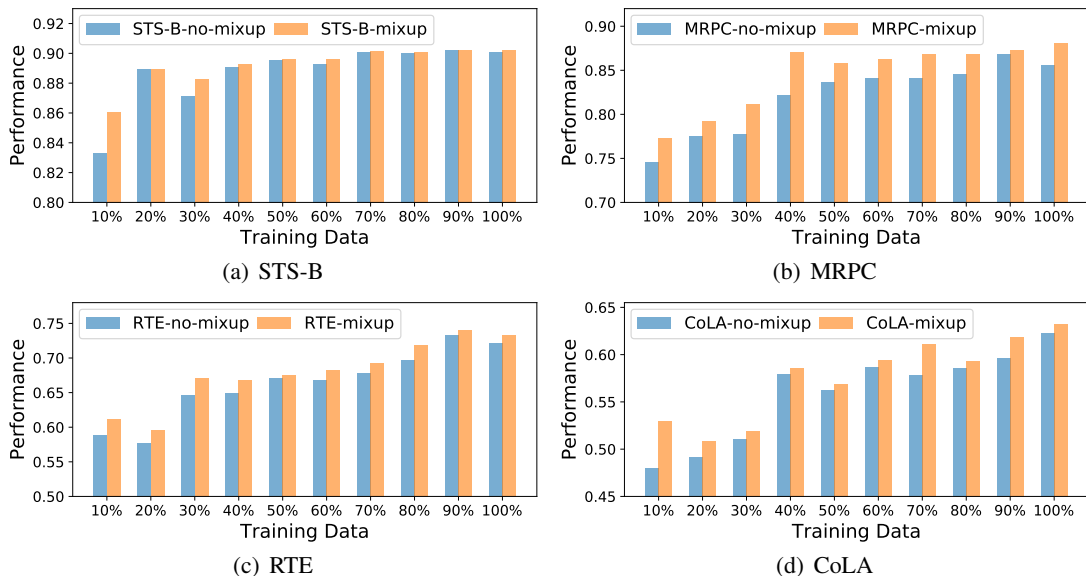 STS-B-no-mixup STS-B-mixup
0.92
0.90
0.88
0.86
0.84
0.82
0.80
Performance
10% 20% 30% 40% 50% 60% 70% 80% 90% 100%
Training Data
(a) STS-B
MRPC-no-mixup MRPC-mixup
0.90
0.85
0.80
0.75
0.70
Performance
10% 20% 30% 40% 50% 60% 70% 80% 90% 100%
Training Data
(b) MRPC
RTE-no-mixup RTE-mixup
0.75
0.70
0.65
0.60
0.55
0.50
Performance
10% 20% 30% 40% 50% 60% 70% 80% 90% 100%
Training Data
(c) RTE
CoLA-no-mixup CoLA-mixup
0.65
0.60
0.55
0.50
0.45
Performance
10% 20% 30% 40% 50% 60% 70% 80% 90% 100%
Training Data
(d) CoLA